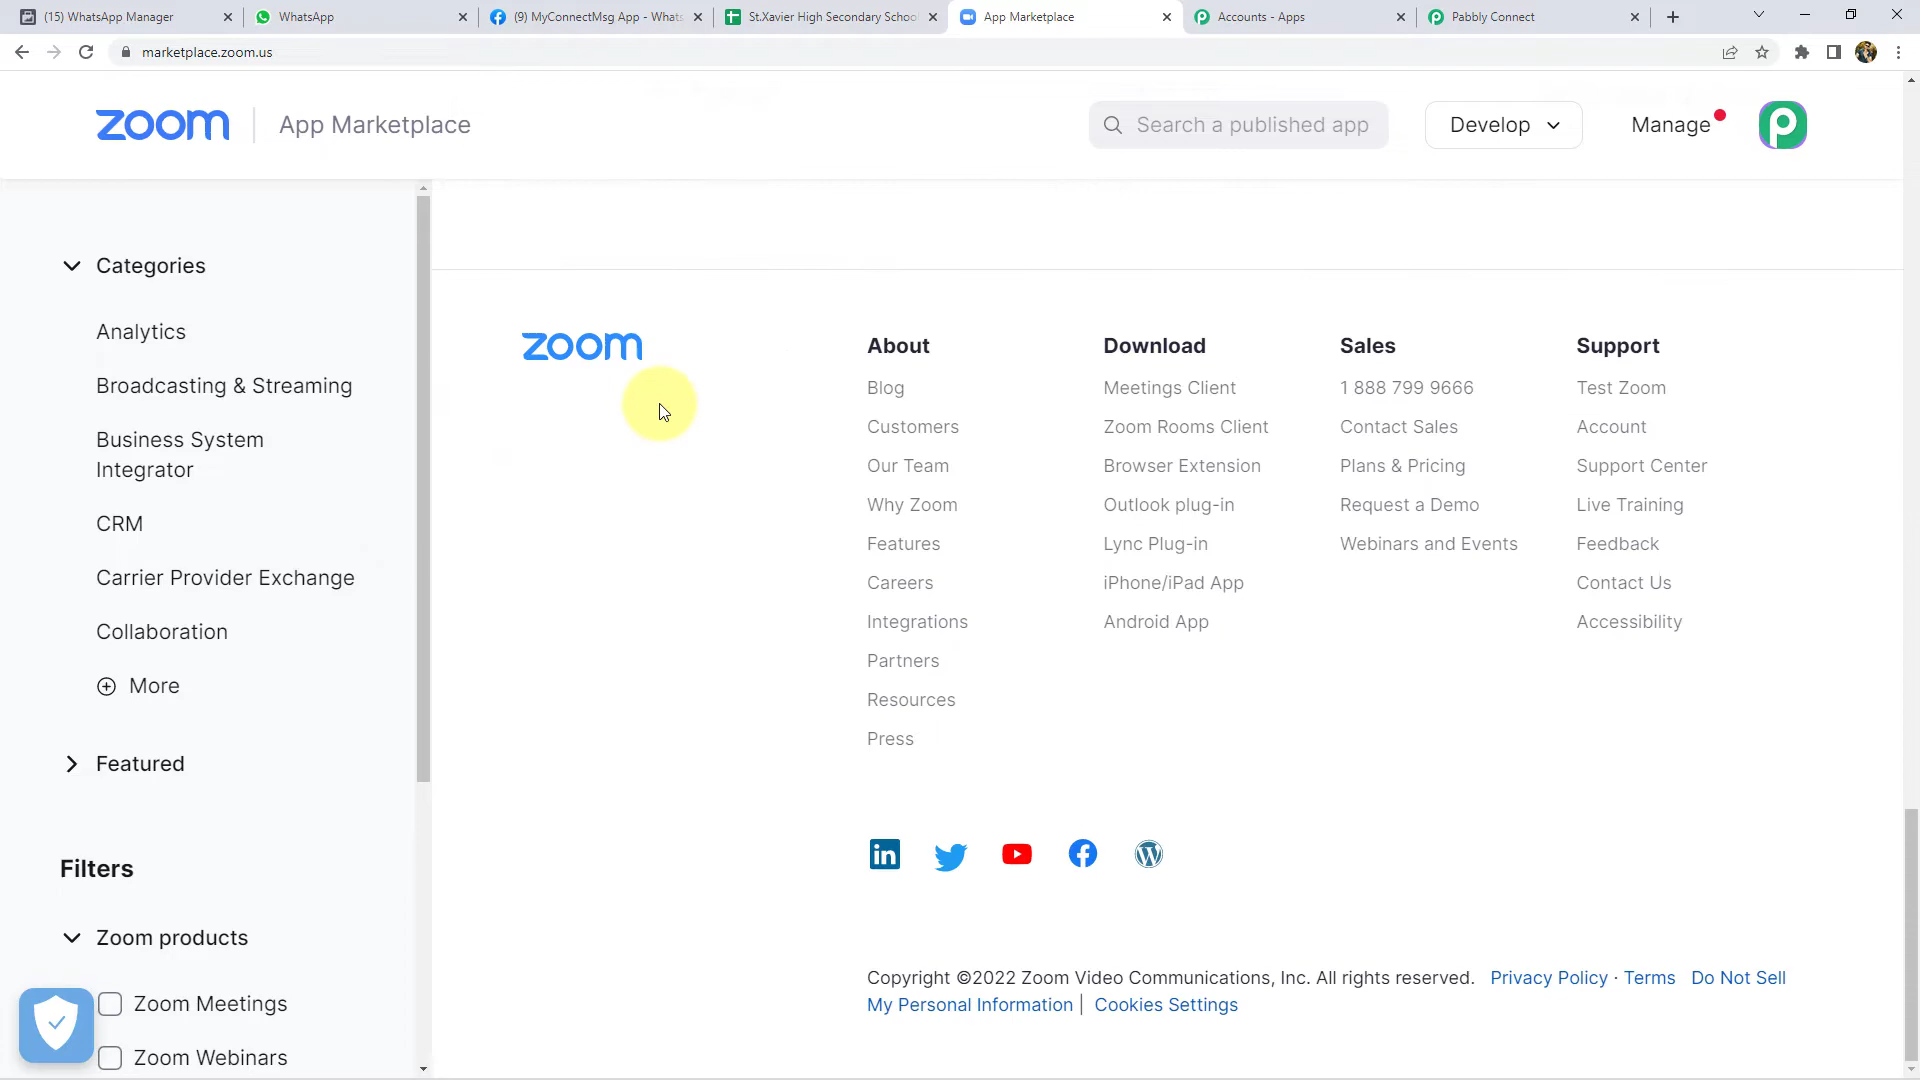 (15) WhatsApp Manager
WhatsApp
(9) MyConnectMsg App - Whats
St.Xavier High Secondary School
App Marketplace
Accounts - Apps
Pabbly Connect
marketplace.zoom.us
zoom
App Marketplace
Search a published app
Develop
Manage
Categories
Analytics
Broadcasting & Streaming
Business System
Integrator
CRM
Carrier Provider Exchange
Collaboration
More
Featured
Filters
Zoom products
Zoom Meetings
Zoom Webinars
zoom
About
Blog
Customers
Our Team
Why Zoom
Features
Careers
Integrations
Partners
Resources
Press
Download
Meetings Client
Zoom Rooms Client
Browser Extension
Outlook plug-in
Lync Plug-in
iPhone/iPad App
Android App
Sales
1 888 799 9666
Contact Sales
Plans & Pricing
Request a Demo
Webinars and Events
Support
Test Zoom
Account
Support Center
Live Training
Feedback
Contact Us
Accessibility
Copyright ©2022 Zoom Video Communications, Inc. All rights reserved. Privacy Policy · Terms Do Not Sell
My Personal Information | Cookies Settings